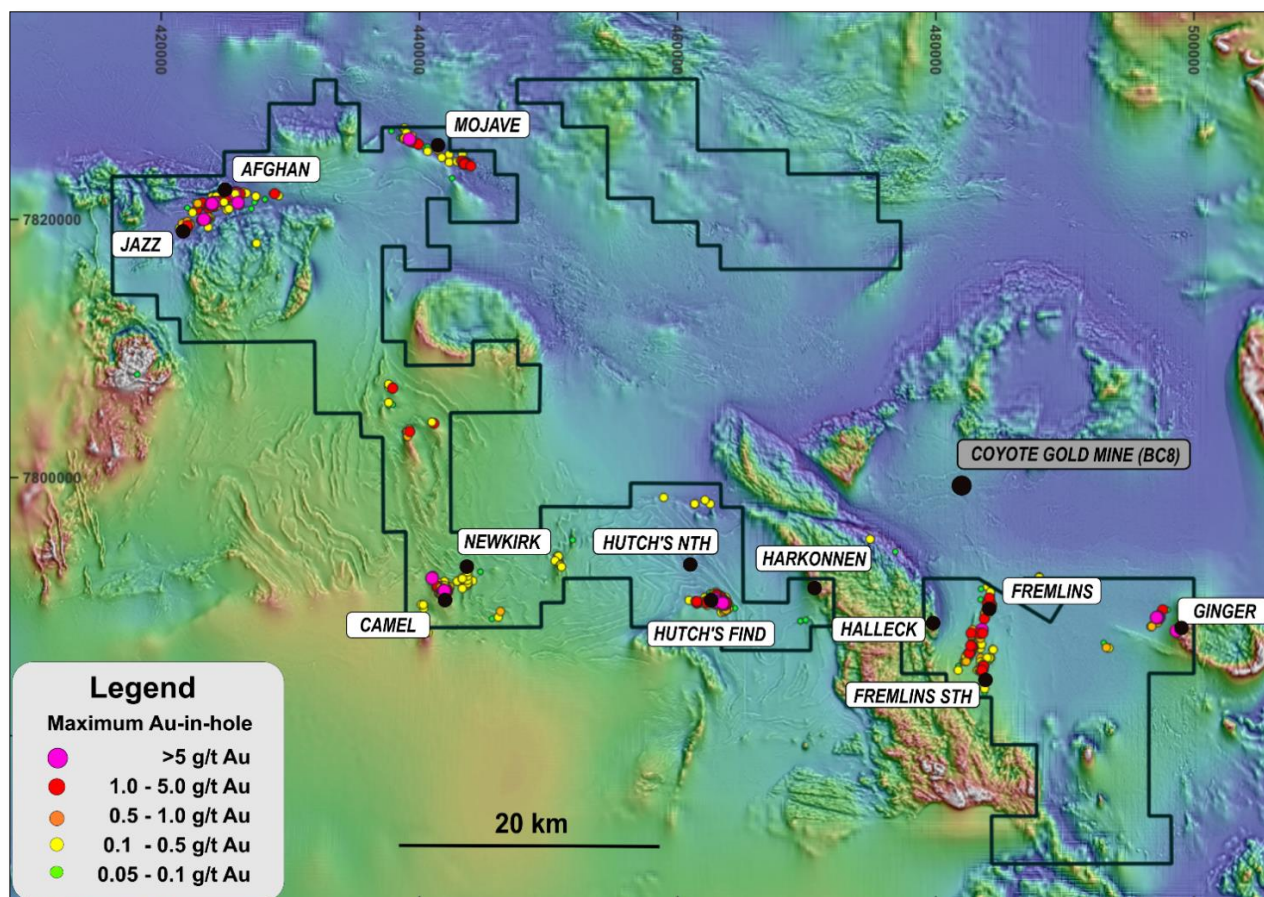 420000
440000
460000
480000
500000
MOJAVE
AFGHAN
7820000
JAZZ
COYOTE GOLD MINE (BC8)
7800000
NEWKIRK
HUTCH'S NTH
HARKONNEN
FREMLINS
GINGER
CAMEL
HUTCH'S FIND
HALLECK
FREMLINS STH
Legend
Maximum Au-in-hole
>5 g/t Au
1.0 - 5.0 g/t Au
0.5 - 1.0 g/t Au
0.1 - 0.5 g/t Au
0.05 - 0.1 g/t Au
20 km